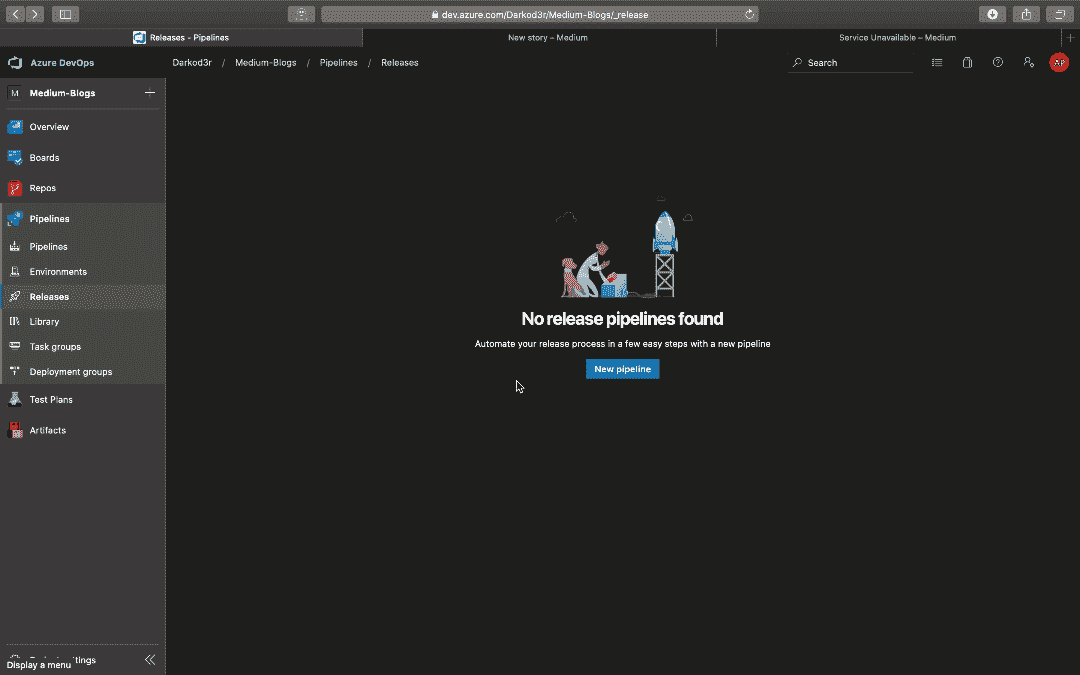 dev.azure.com/Darkod3r/Medium-Blogs/_release
Releases - Pipelines
New story – Medium
Service Unavailable – Medium
Azure DevOps
Darkod3r / Medium-Blogs / Pipelines / Releases
Search
AP
M Medium-Blogs
Overview
Boards
Repos
Pipelines
Pipelines
Environments
Releases
Library
Task groups
Deployment groups
Test Plans
Artifacts
No release pipelines found
Automate your release process in a few easy steps with a new pipeline
New pipeline
Display a menu